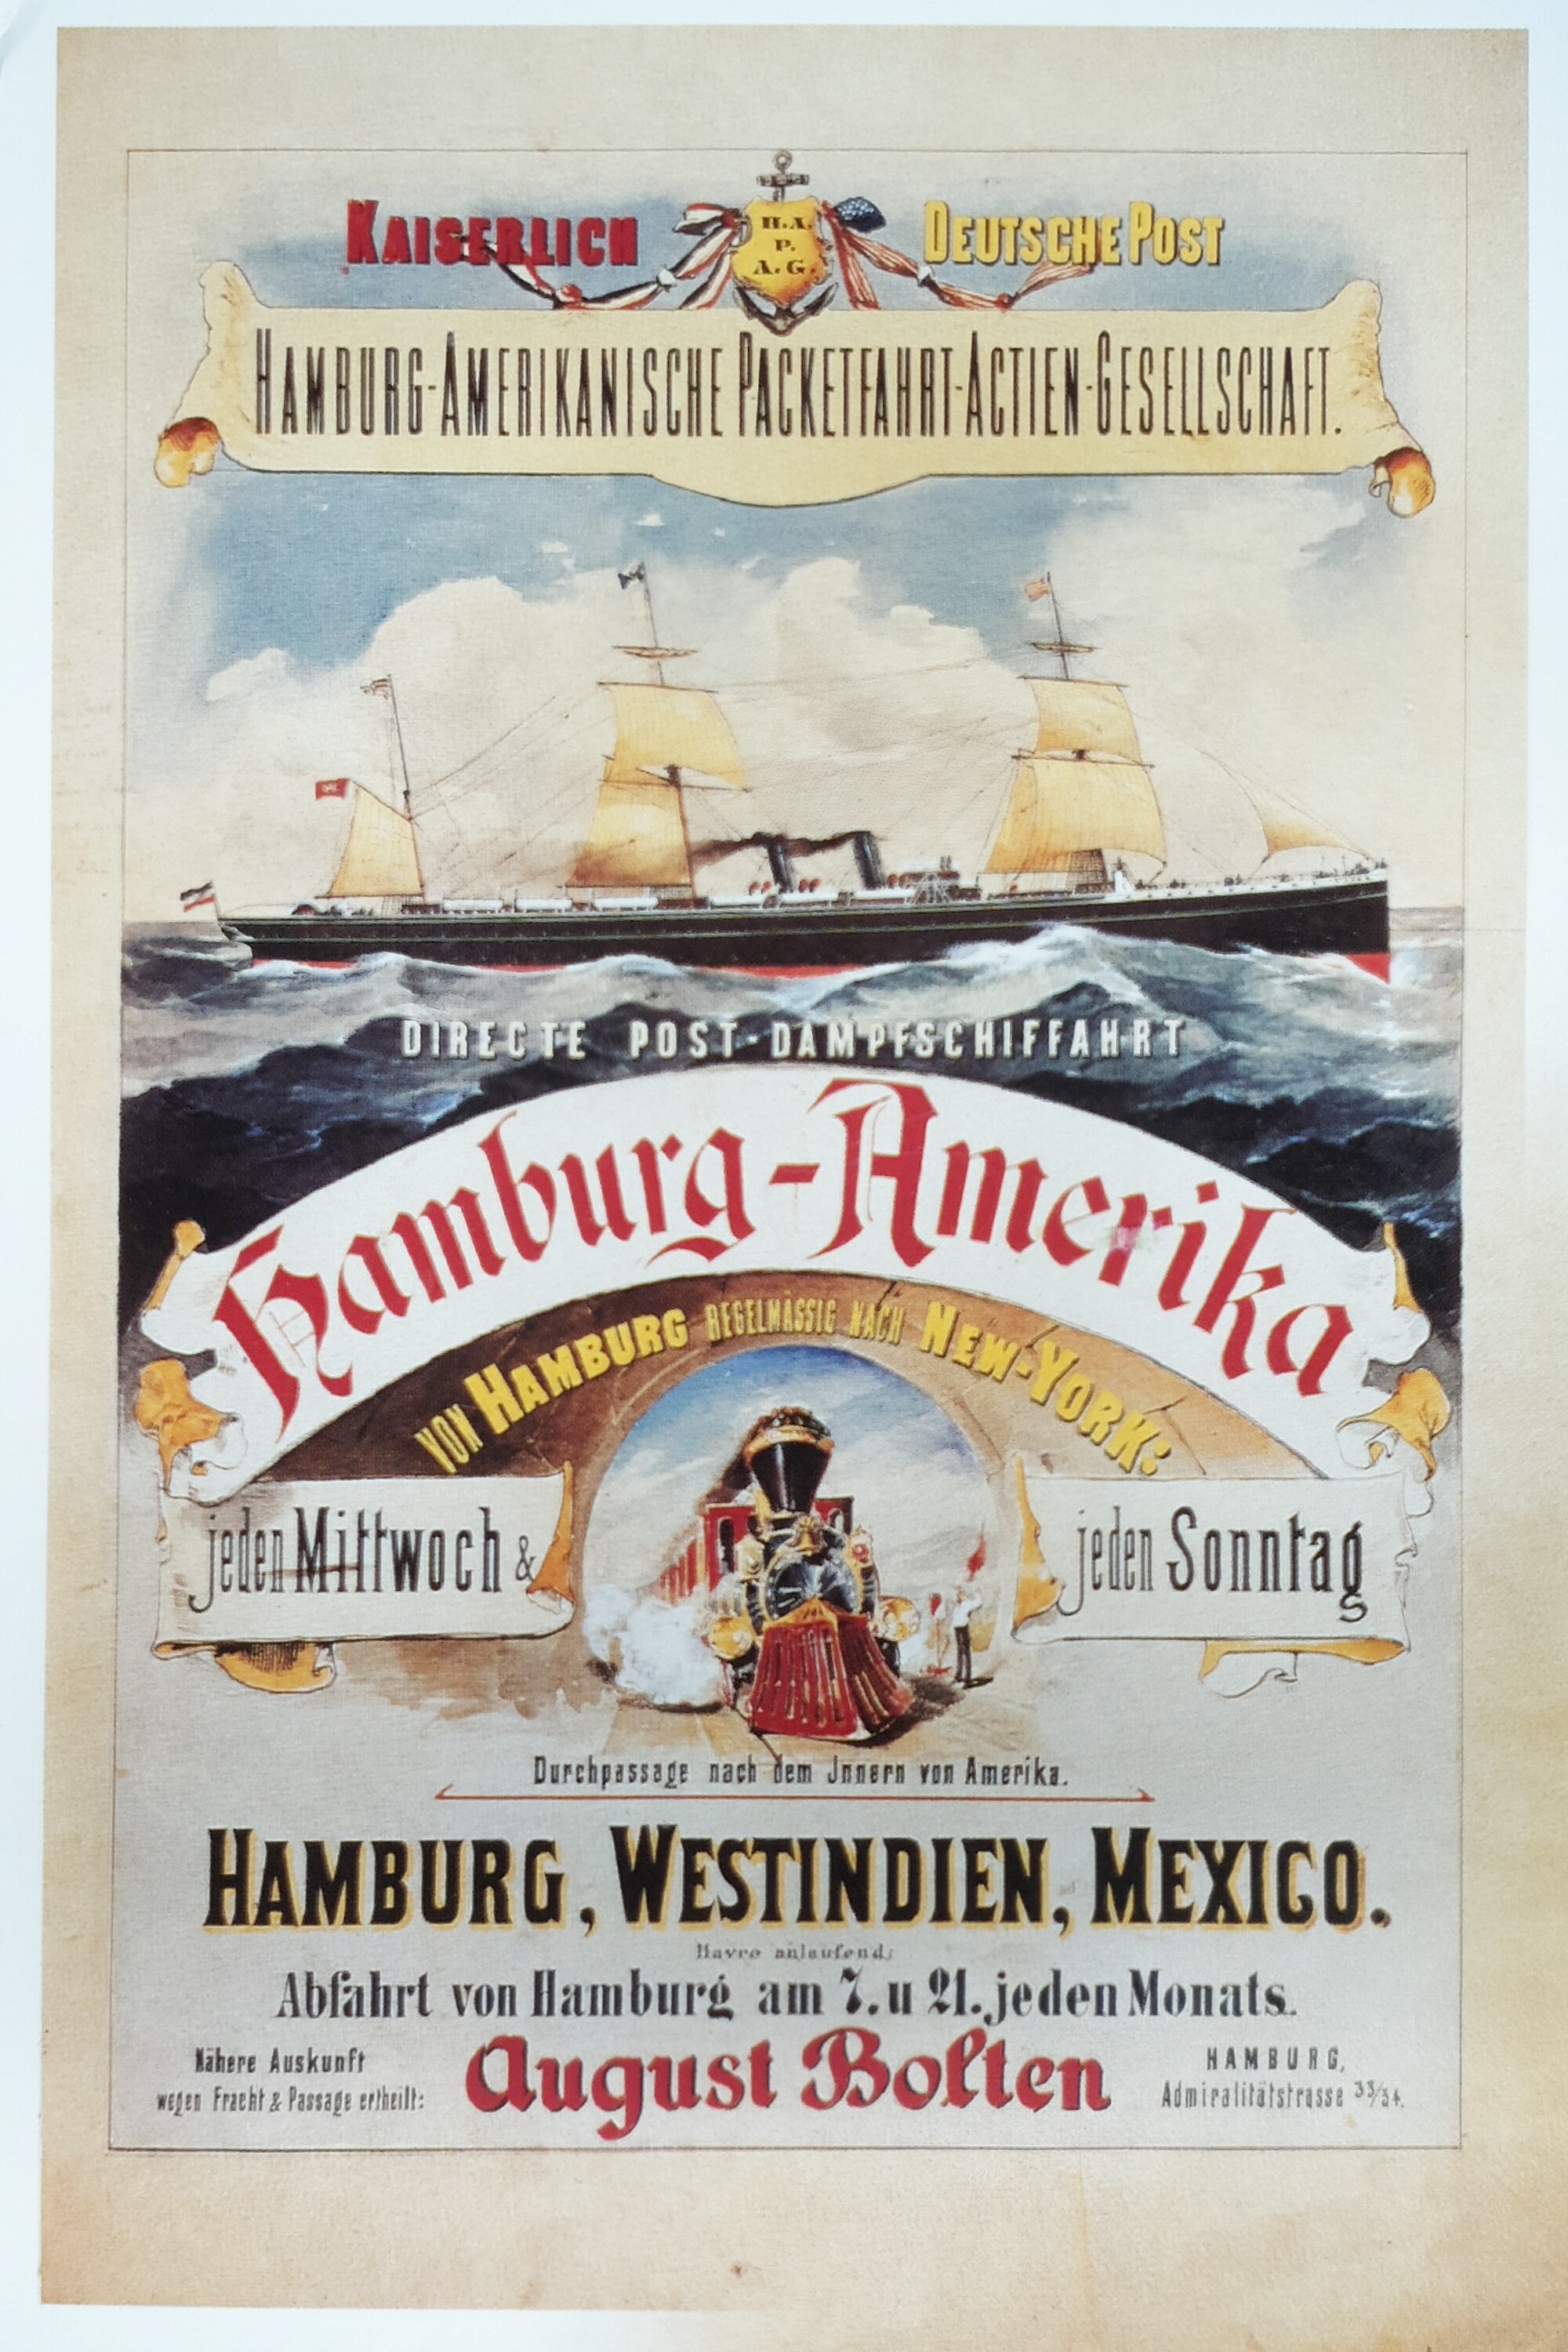 KAISERLICH DEUTSCHE POST
H.A.
P.
A.G.
HAMBURG-AMERIKANISCHE PACKETFAHRT-ACTIEN-GESELLSCHAFT.
DIRECTE POST-DAMPFSCHIFFAHRT
Hamburg-Amerika
VON HAMBURG REGELMÄSSIG NACH NEW-YORK:
jeden Mittwoch &
jeden Sonntag
Durchpassage nach dem Jnnern von Amerika.
HAMBURG, WESTINDIEN, MEXICO.
Havre anlaufend;
Abfahrt von Hamburg am 7. u 21. jeden Monats.
Nähere Auskunft
wegen Fracht & Passage ertheilt:
August Bolten
HAMBURG,
Admiralitätstrasse 33/34.